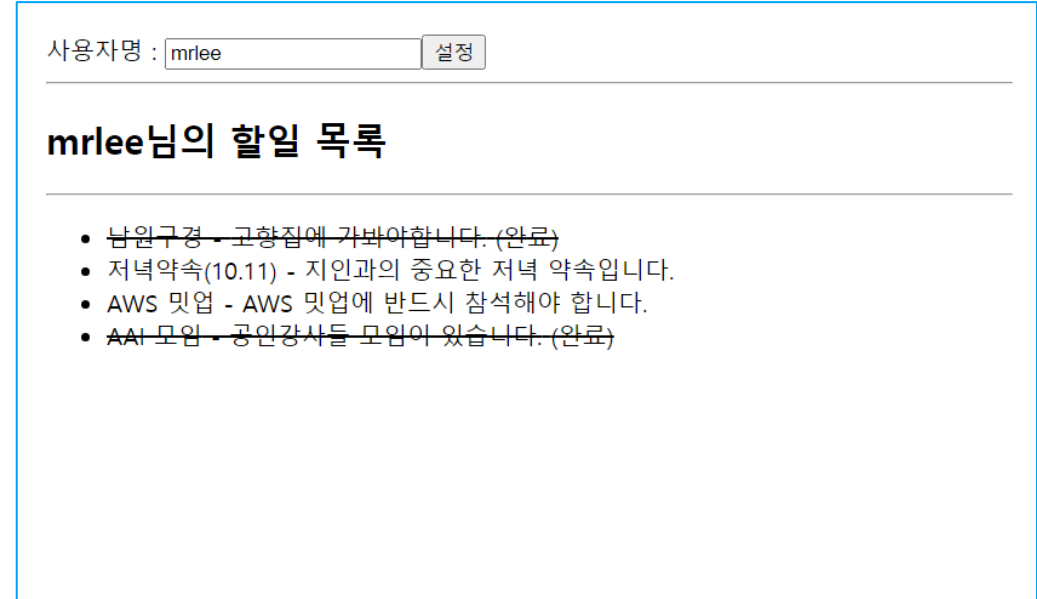 사용자명 : mrlee 설정
mrlee님의 할일 목록
남원구경 - 고향집에 가봐야합니다. (완료)
저녁약속(10.11) - 지인과의 중요한 저녁 약속입니다.
AWS 밋업 - AWS 밋업에 반드시 참석해야 합니다.
AAI 모임 - 공인강사들 모임이 있습니다. (완료)